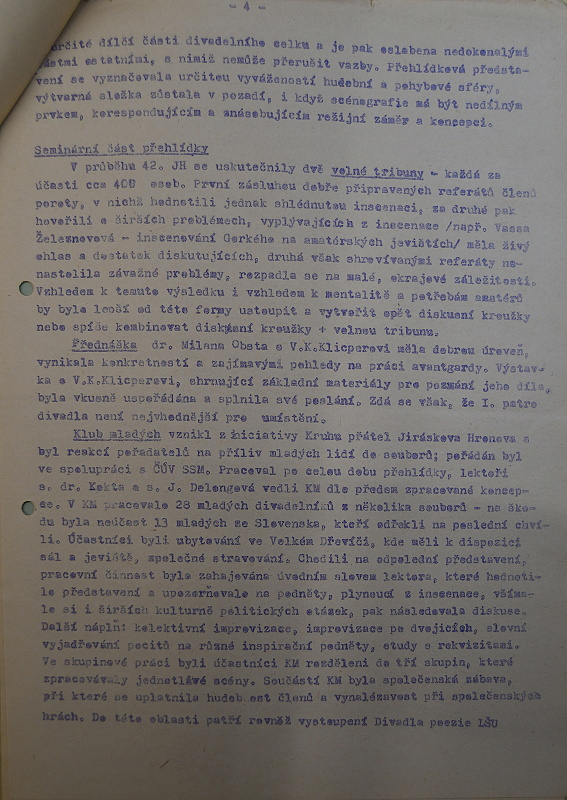 - 4 -
určité dílčí části divadelního celku a je pak oslabena nedokonalými
částmi ostatními, s nimiž nemůže přerušit vazby. Přehlídková předsta-
vení se vyznačovala určitou vyvážeností hudební a pohybové sféry,
výtvarná složka zůstala v pozadí, i když scénografie má být nedílným
prvkem, korespondujícím a znásobujícím režijní záměr a koncepci.
Seminární část přehlídky
V průběhu 42. JH se uskutečnily dvě volné tribuny - každá za
účasti cca 400 osob. První zásluhou dobře připravených referátů členů
poroty, v nichž hodnotili jednak shlédnutou inscenaci, za druhé pak
hovořili o širších problémech, vyplývajících z inscenace /např. Vassa
Železnovová - inscenování Gorkého na amatérských jevištích/ měla živý
ohlas a dostatek diskutujících, druhá však shrovívanými referáty ne-
nastolila závažné problémy, rozpadla se na malé, okrajové záležitosti.
Vzhledem k tomuto výsledku i vzhledem k mentalitě a potřebám amatérů
by bylo lepší od této formy ustoupit a vytvořit opět diskusní kroužky
nebo spíše kombinovat diskusní kroužky + volnou tribunu.
Přednáška dr. Milana Obsta o V.K.Klicperovi měla dobrou úroveň,
vynikala konkretností a zajímavými pohledy na práci avantgardy. Výstav-
ka o V.K.Klicperovi, shrnující základní materiály pro poznání jeho díla,
byla vkusně uspořádána a splnila své poslání. Zdá se však, že I. patro
divadla není nejvhodnější pro umístění.
Klub mladých vznikl z iniciativy Kruhu přátel Jiráskova Hronova a
byl reakcí pořadatelů na příliv mladých lidí do souborů; pořádán byl
ve spolupráci s ČÚV SSM. Pracoval po celou dobu přehlídky, lektoři
s. dr. Kokta a s. J. Delongová vedli KM dle předem zpracované koncep-
ce. V KM pracovalo 28 mladých divadelníků z několika souborů - na ško-
du byla neúčast 13 mladých ze Slovenska, kteří odřekli na poslední chví-
li. Účastníci byli ubytováni ve Velkém Dřevíči, kde měli k dispozici
sál a jeviště, společné stravování. Chodili na odpolední představení,
pracovní činnost byla zahajována úvodním slovem lektora, které hodnoti-
lo představení a upozorňovalo na podněty, plynoucí z inscenace, všíma-
lo si i širších kulturně politických otázek, pak následovala diskuse.
Další náplň: kolektivní improvizace, improvizace po dvojicích, slovní
vyjadřování pocitů na různé inspirační podněty, etudy s rekvizitami.
Ve skupinové práci byli účastníci KM rozděleni do tří skupin, které
zpracovávaly jednotlivé scény. Součástí KM byla společenská zábava,
při které se uplatnila hudebnost členů a vynalézavost při společenských
hrách. Do této oblasti patří rovněž vystoupení Divadla poezie LŠU